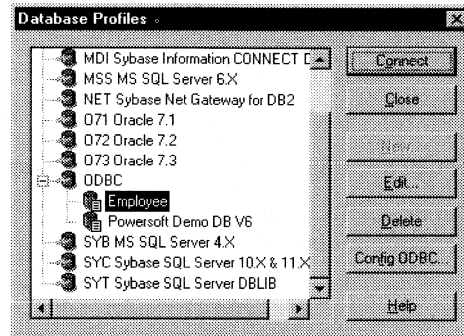 Database Profiles
MDI Sybase Information CONNECT D
MSS MS SQL Server 6.X
NET Sybase Net Gateway for DB2
O71 Oracle 7.1
O72 Oracle 7.2
O73 Oracle 7.3
ODBC
Employee
Powersoft Demo DB V6
SYB MS SQL Server 4.X
SYC Sybase SQL Server 10.X & 11.X
SYT Sybase SQL Server DBLIB
Connect
Close
New...
Edit...
Delete
Config ODBC..
Help